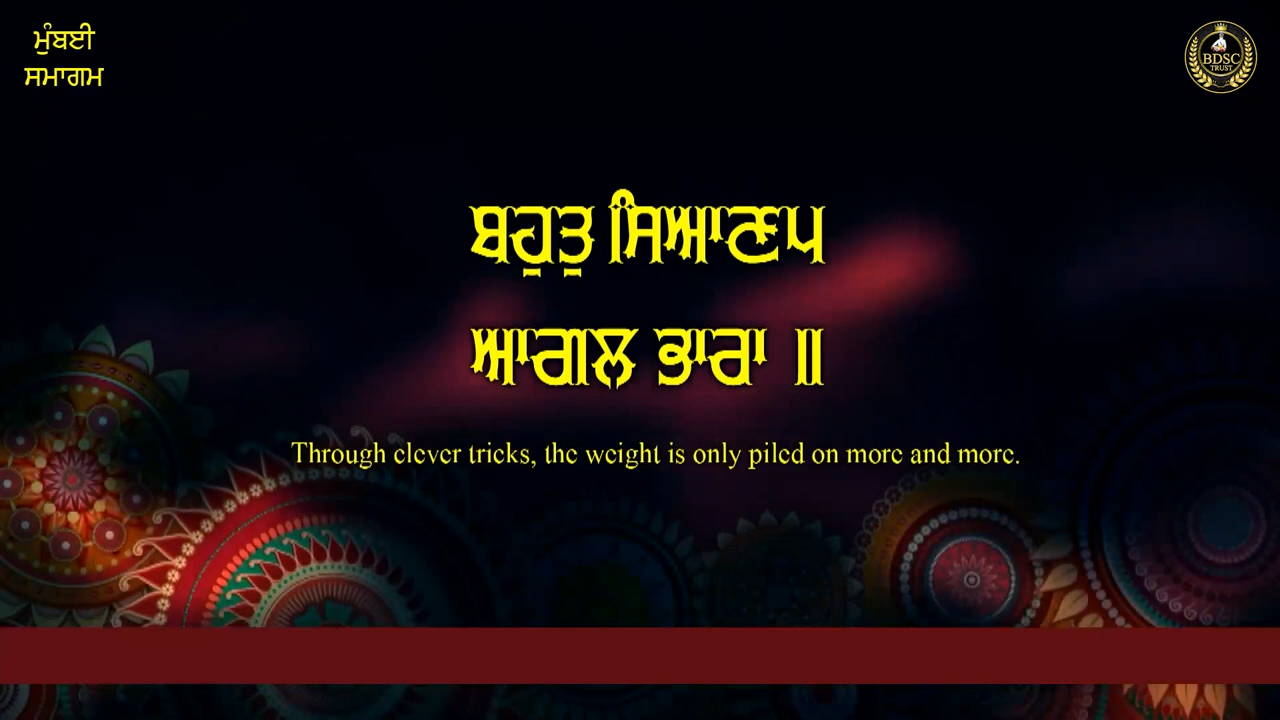 ਮੁੰਬਈ
ਸਮਾਗਮ
BDSC
TRUST
ਬਹੁਤੁ ਸਿਆਣਪ
ਆਗਲ ਭਾਰਾ ॥
Through clever tricks, the weight is only piled on more and more.